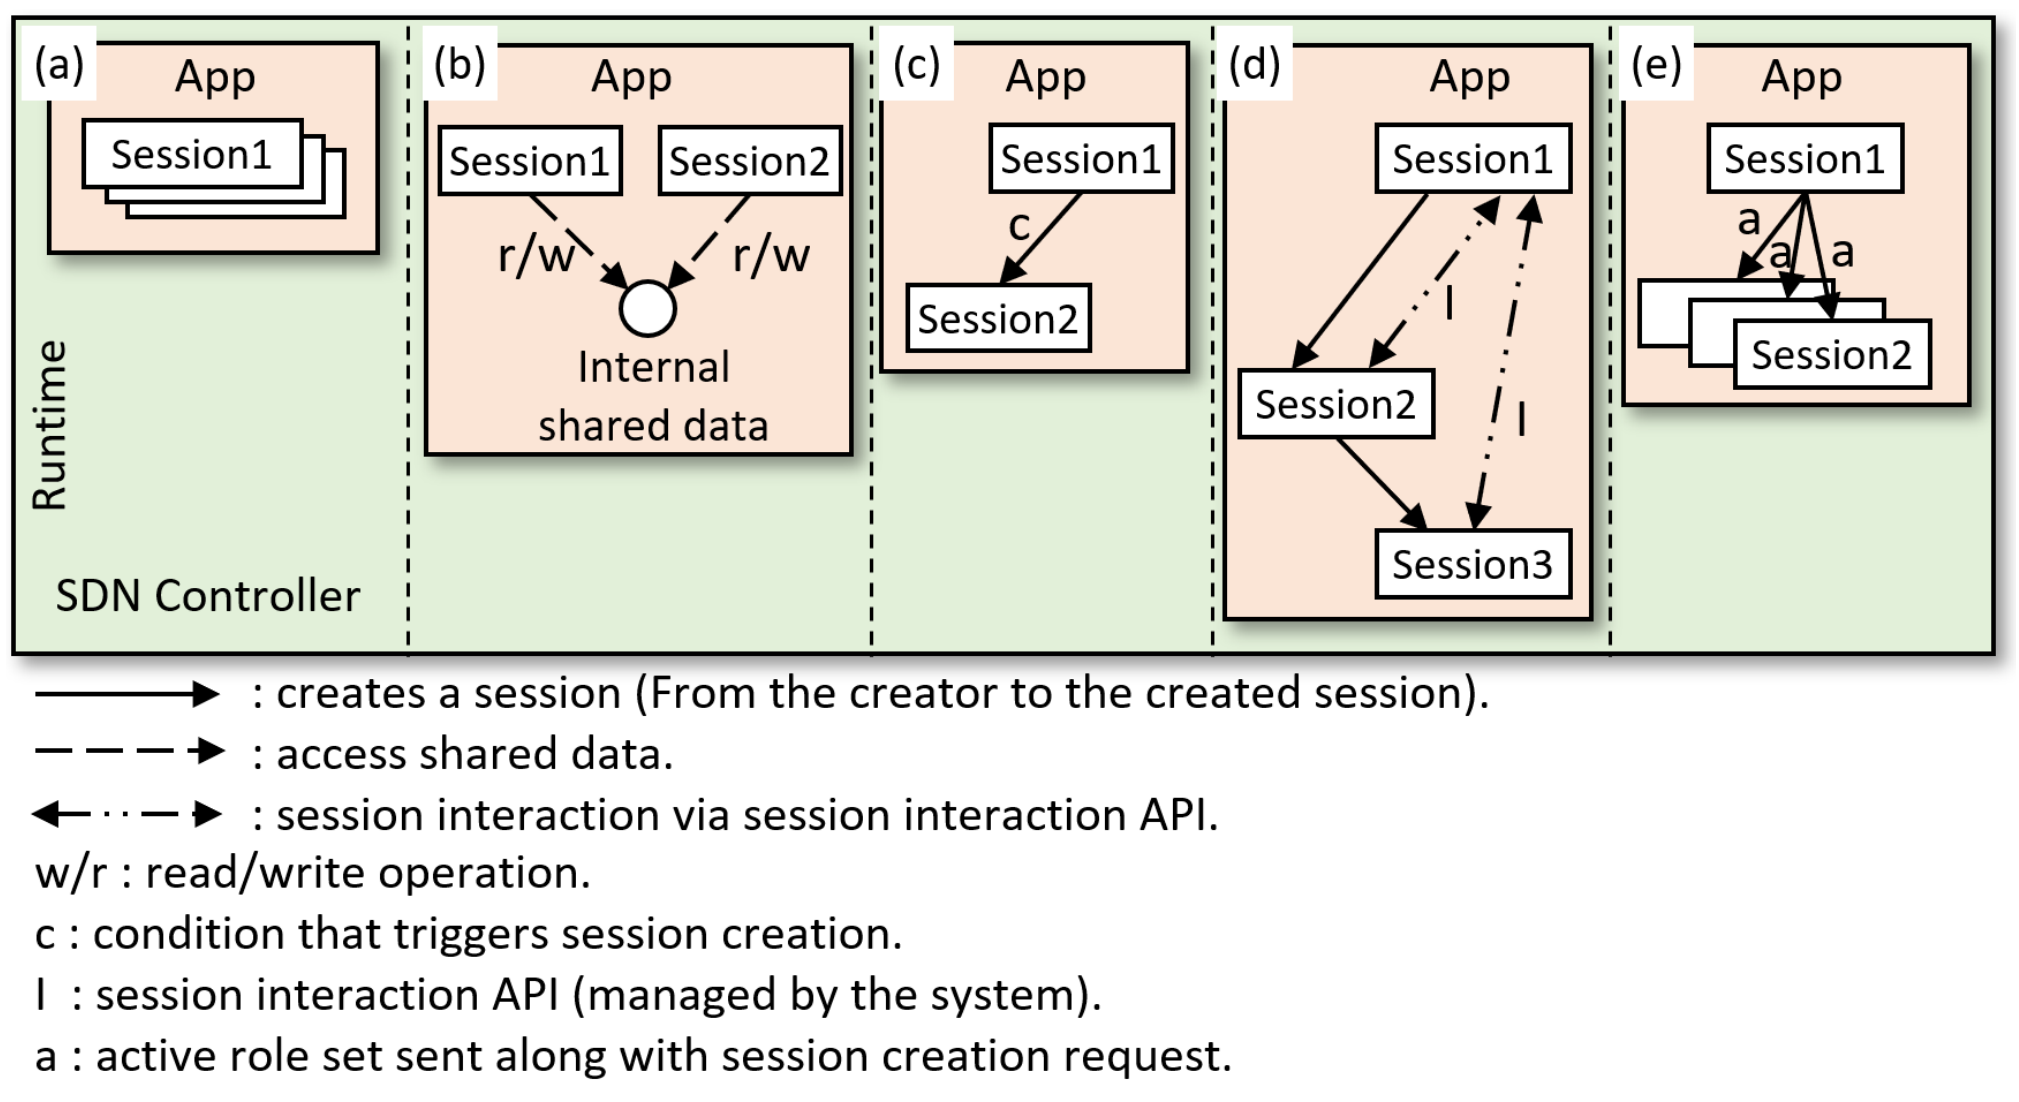 (a)
App
Session1
Runtime
SDN Controller
(b)
App
Session1
Session2
r/w
r/w
Internal
shared data
(c)
App
Session1
c
Session2
(d)
App
Session1
I
Session2
I
Session3
(e)
App
Session1
a
a
a
Session2
: creates a session (From the creator to the created session).
: access shared data.
: session interaction via session interaction API.
w/r : read/write operation.
c : condition that triggers session creation.
I : session interaction API (managed by the system).
a : active role set sent along with session creation request.